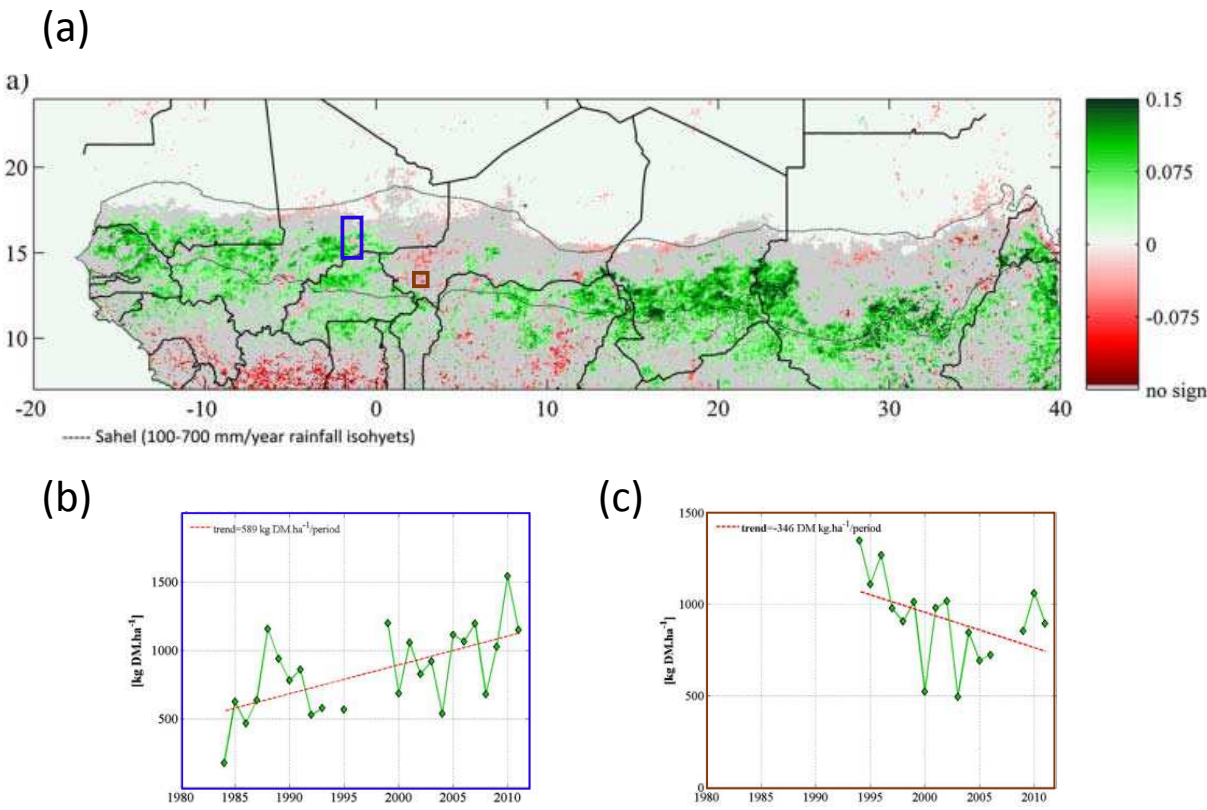 (a)
a)
20
15
10
-20 -10 0 10 20 30 40
0.15
0.075
0
-0.075
no sign
----- Sahel (100-700 mm/year rainfall isohyets)
(b)
(c)
trend=589 kg DM.ha-1/period
[kg DM.ha-1]
1500
1000
500
1980 1985 1990 1995 2000 2005 2010
trend=-346 DM kg.ha-1/period
[kg DM.ha-1]
1500
1000
500
0
1980 1985 1990 1995 2000 2005 2010